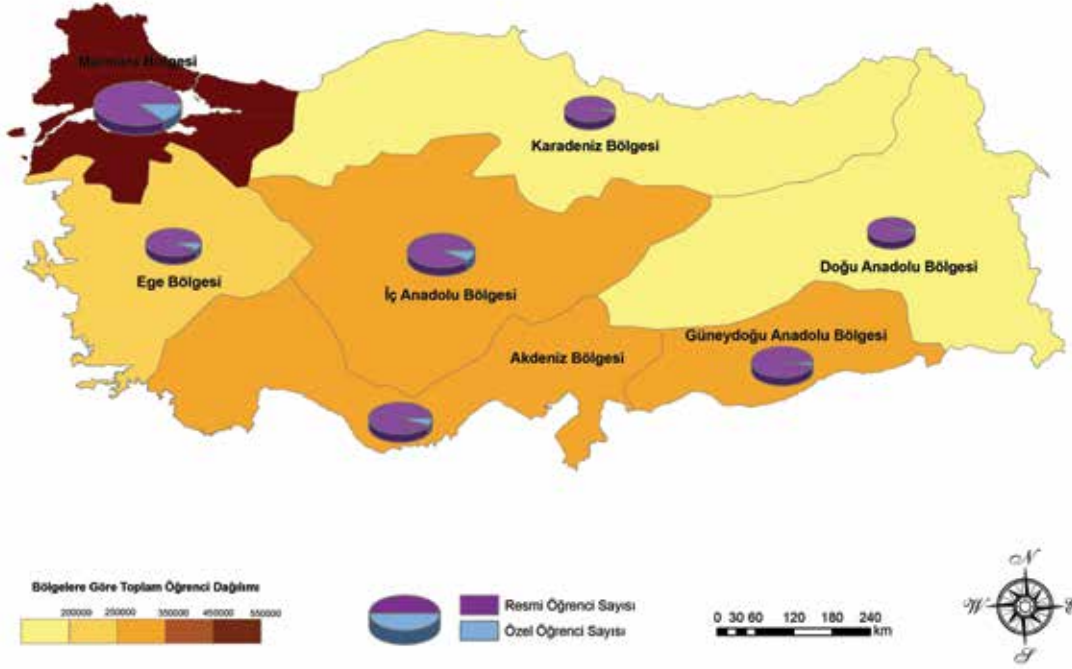 Marmara Bölgesi
Karadeniz Bölgesi
Ege Bölgesi
İç Anadolu Bölgesi
Doğu Anadolu Bölgesi
Güneydoğu Anadolu Bölgesi
Akdeniz Bölgesi
Bölgelere Göre Toplam Öğrenci Dağılımı
200000 250000 350000 450000 550000
Resmi Öğrenci Sayısı
Özel Öğrenci Sayısı
0 30 60 120 180 240
km
N
W E
S